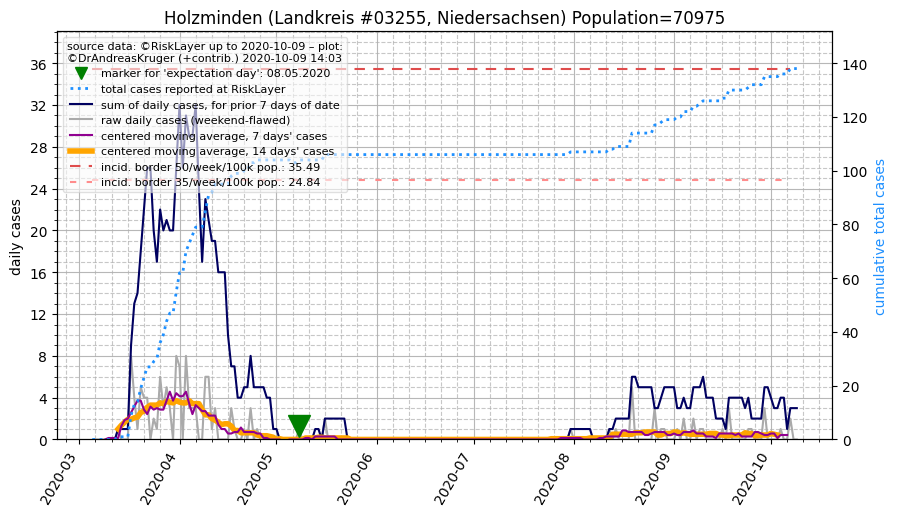 Holzminden (Landkreis #03255, Niedersachsen) Population=70975
source data: ©RiskLayer up to 2020-10-09 – plot:
©DrAndreasKruger (+contrib.) 2020-10-09 14:03
marker for 'expectation day': 08.05.2020
total cases reported at RiskLayer
sum of daily cases, for prior 7 days of date
raw daily cases (weekend-flawed)
centered moving average, 7 days' cases
centered moving average, 14 days' cases
incid. border 50/week/100k pop.: 35.49
incid. border 35/week/100k pop.: 24.84
daily cases
36
32
28
24
20
16
12
8
4
0
140
120
100
80
60
40
20
0
cumulative total cases
2020-03
2020-04
2020-05
2020-06
2020-07
2020-08
2020-09
2020-10